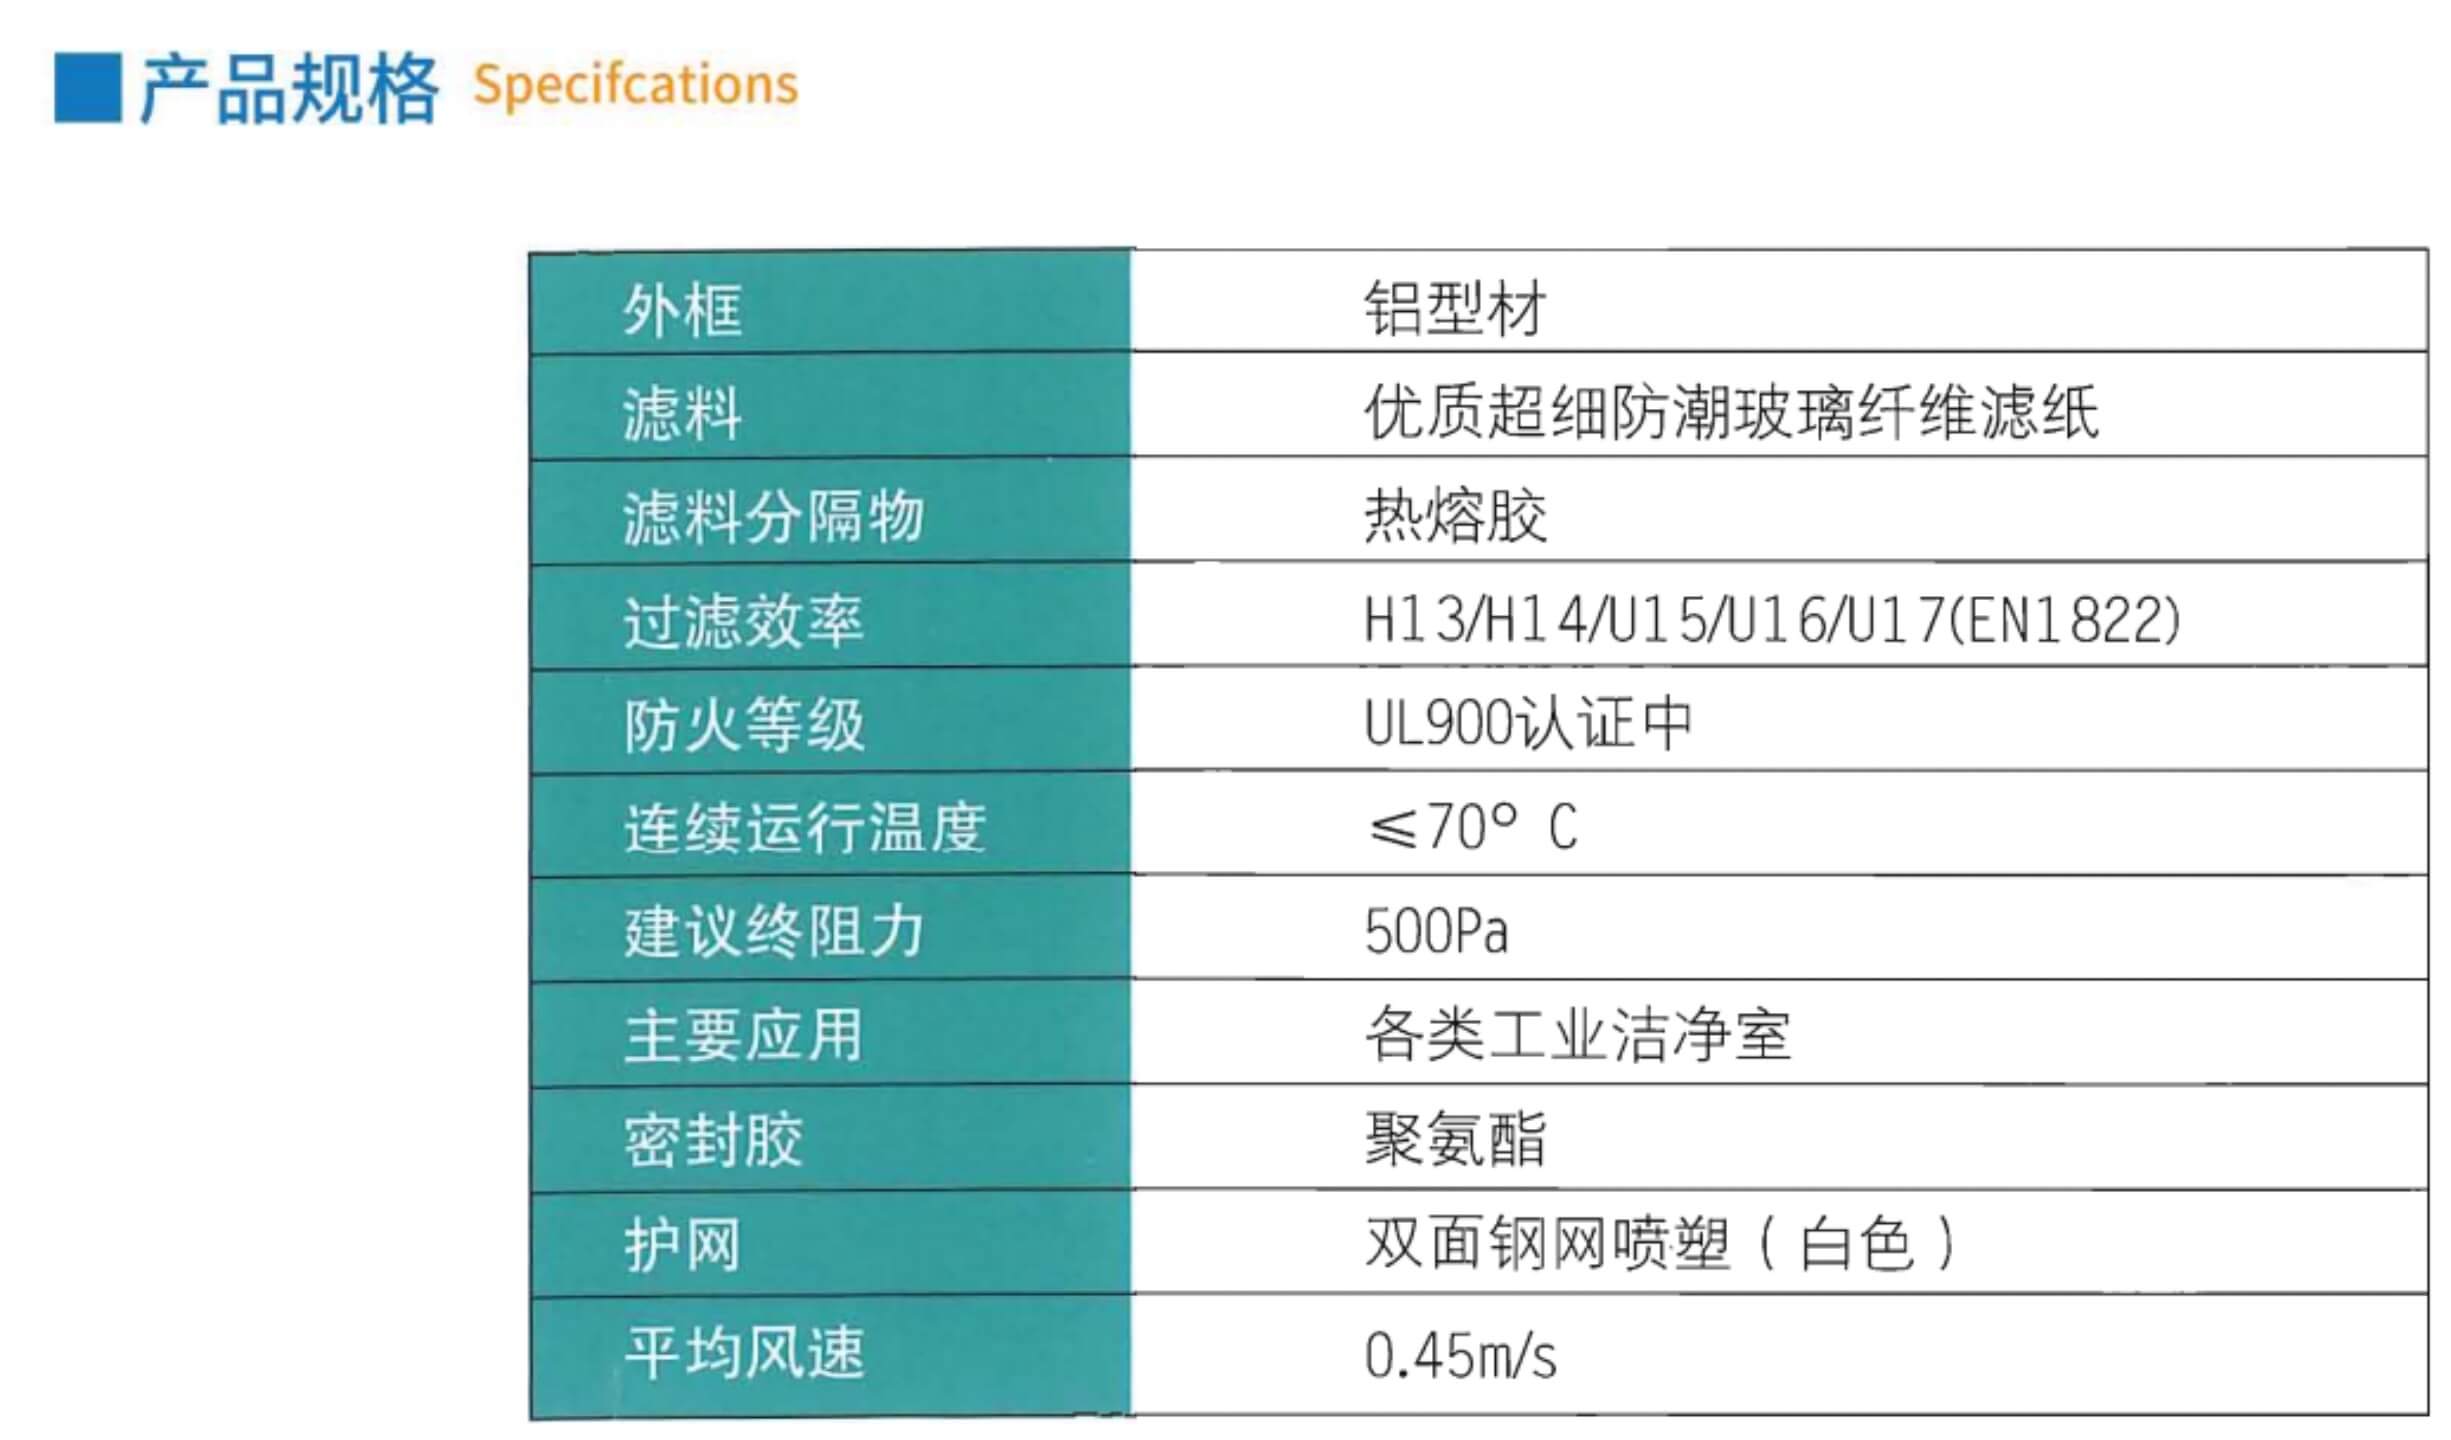 产品规格 Specifcations
外框 铝型材
滤料 优质超细防潮玻璃纤维滤纸
滤料分隔物 热熔胶
过滤效率 H13/H14/U15/U16/U17(EN1822)
防火等级 UL900认证中
连续运行温度 ≤70° C
建议终阻力 500Pa
主要应用 各类工业洁净室
密封胶 聚氨酯
护网 双面钢网喷塑（白色）
平均风速 0.45m/s